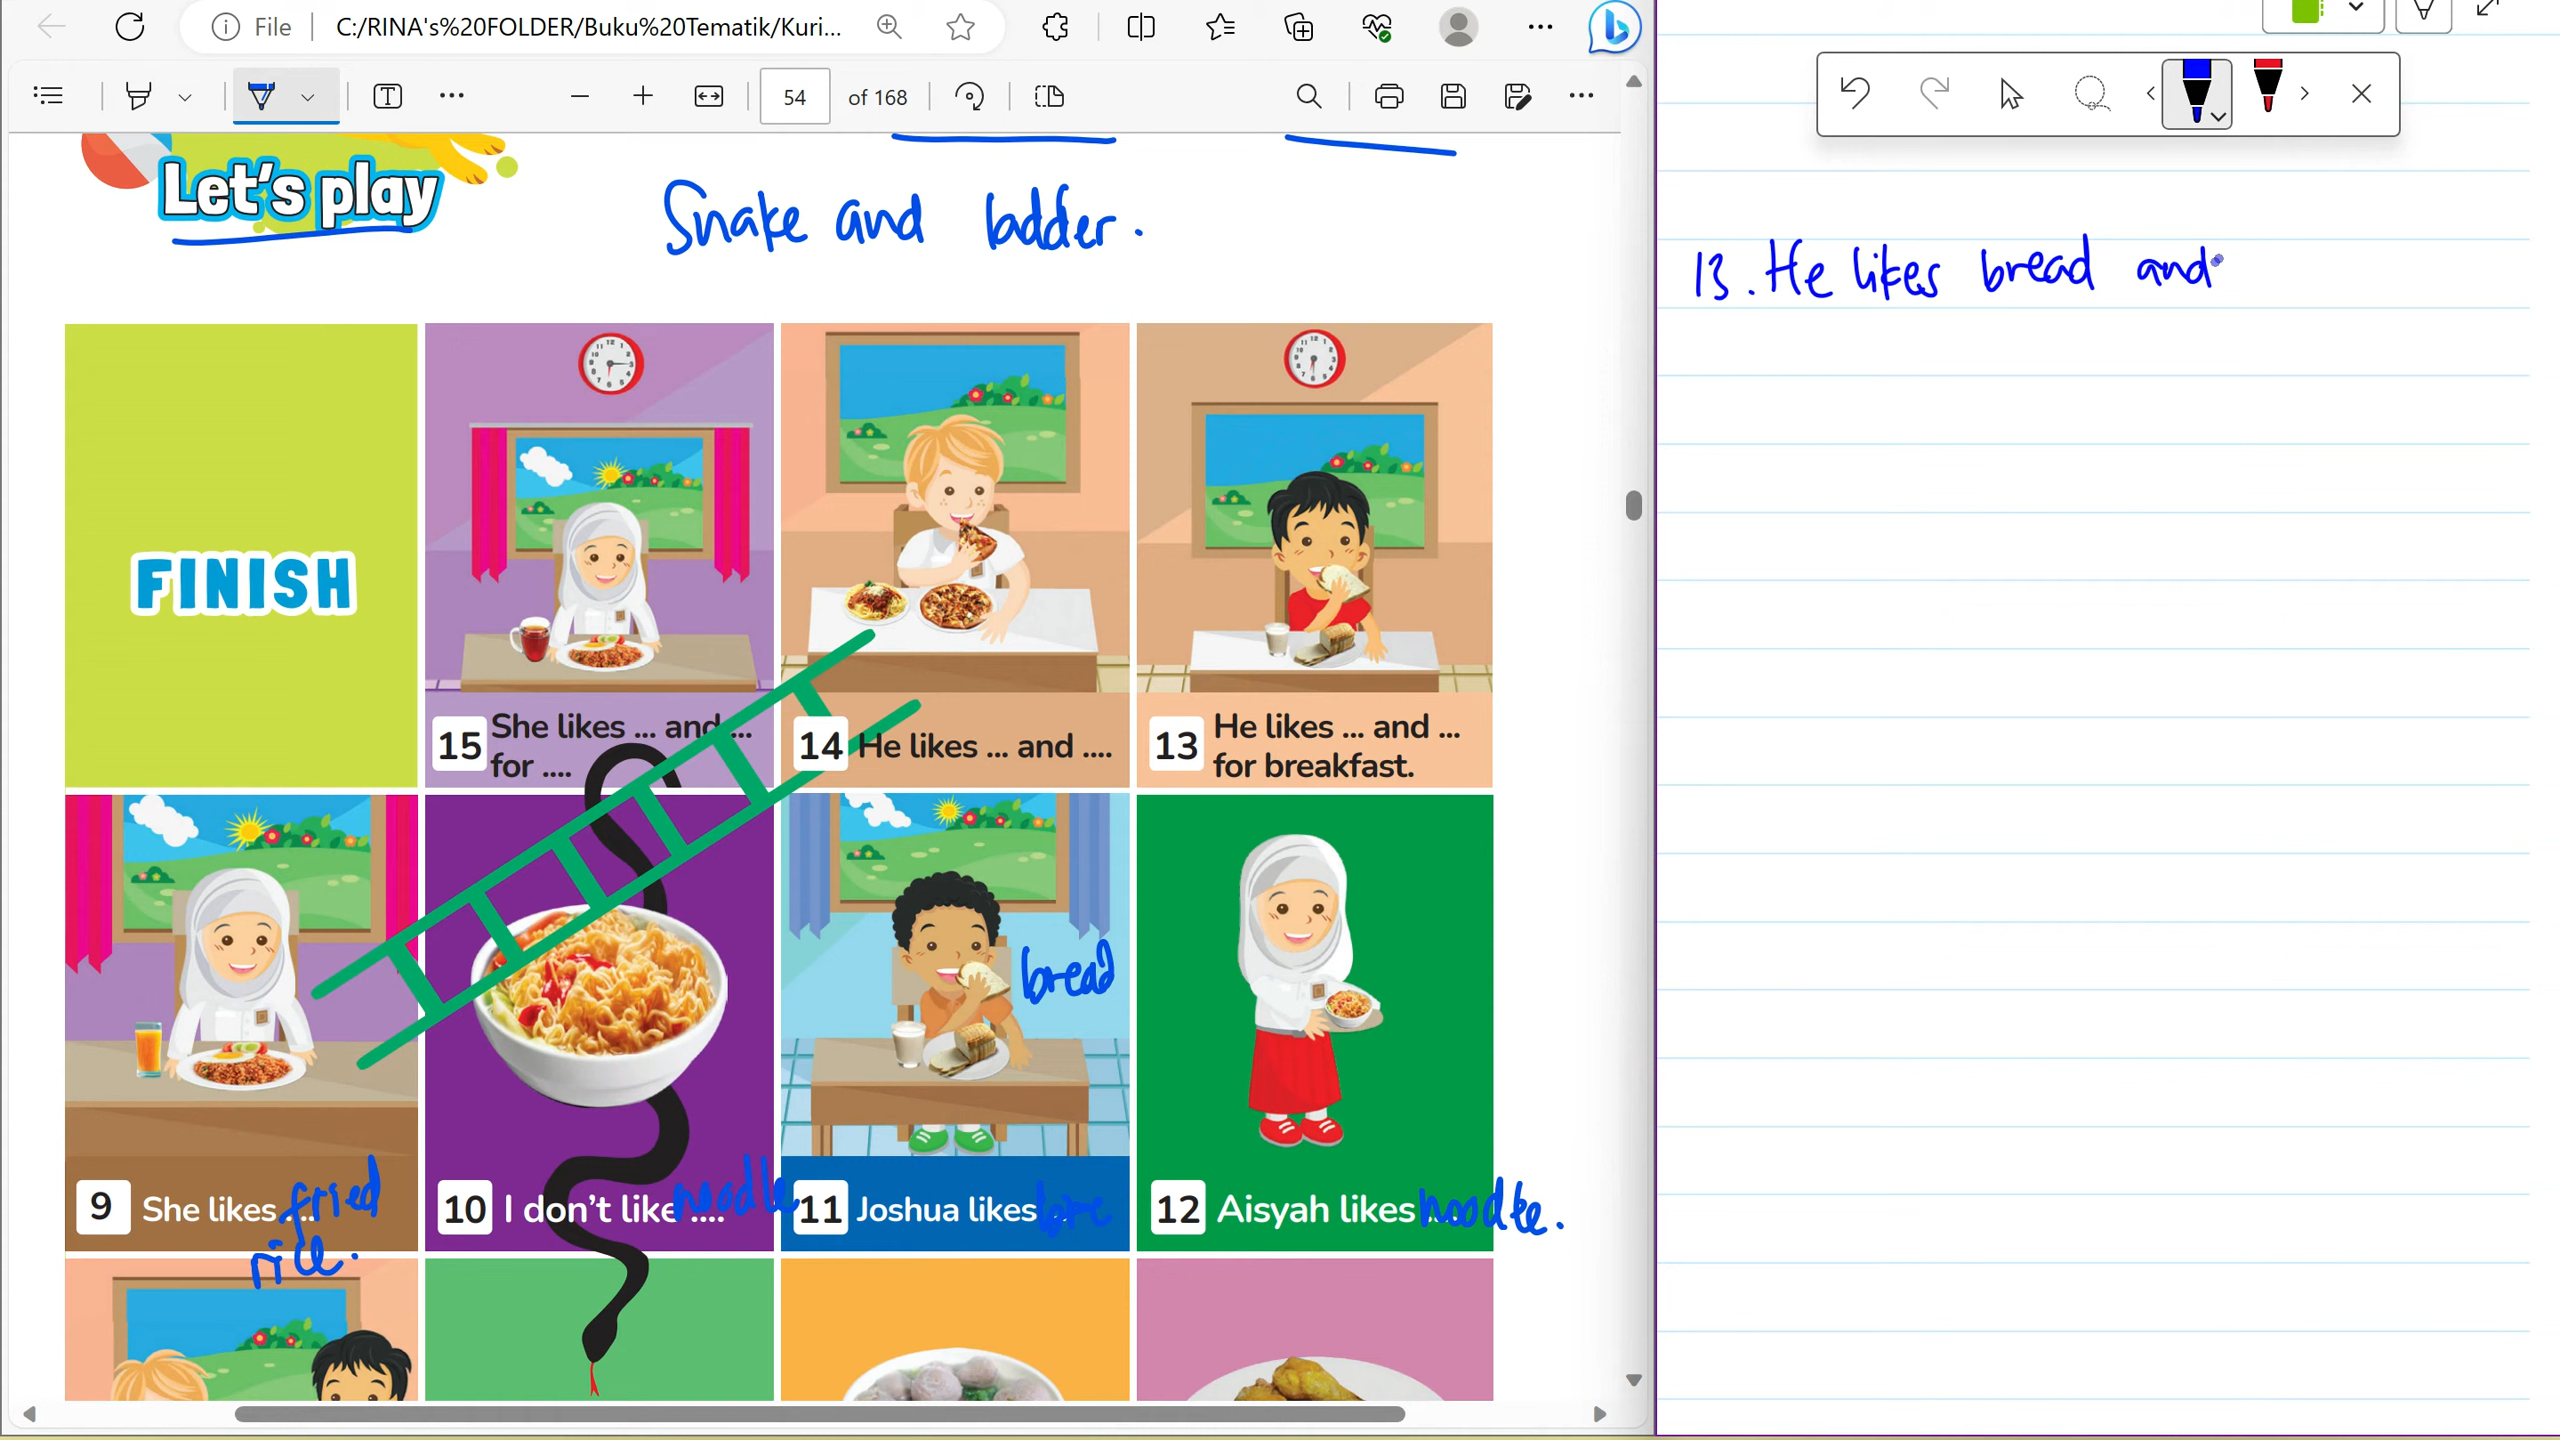 File C:/RINA's%20FOLDER/Buku%20Tematik/Kuri...
54 of 168
Let's play
Snake and ladder.
FINISH
15 She likes ... and ...
for ....
14 He likes ... and ....
13 He likes ... and ...
for breakfast.
bread
9 She likes .... fried
rice.
10 I don't like .... noodle
11 Joshua likes bre
12 Aisyah likes noodle.
13. He likes bread and